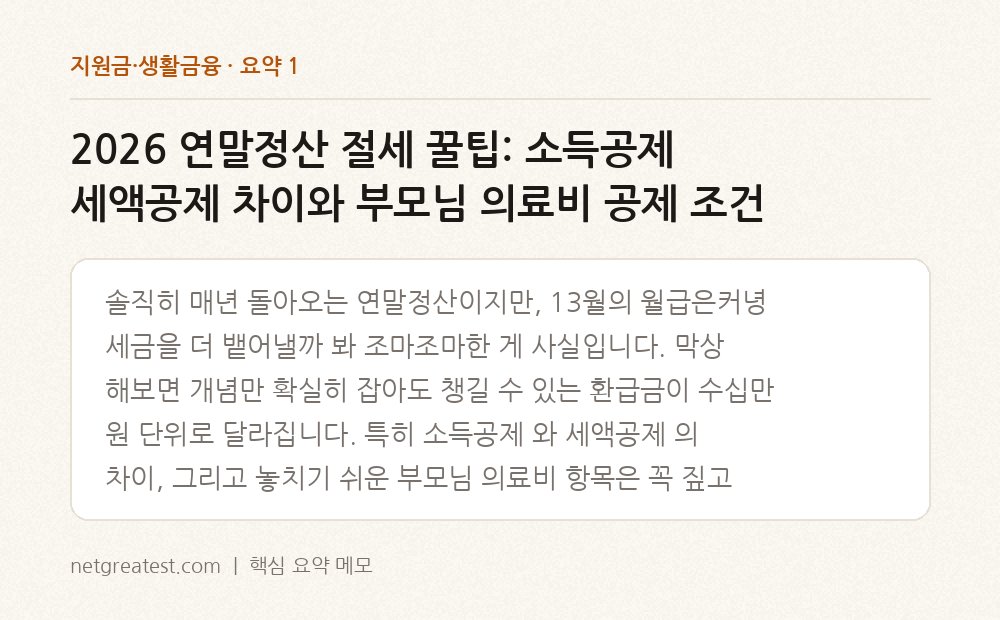 지원금·생활금융 · 요약 1
2026 연말정산 절세 꿀팁: 소득공제
세액공제 차이와 부모님 의료비 공제 조건
솔직히 매년 돌아오는 연말정산이지만, 13월의 월급은커녕
세금을 더 뱉어낼까 봐 조마조마한 게 사실입니다. 막상
해보면 개념만 확실히 잡아도 챙길 수 있는 환급금이 수십만
원 단위로 달라집니다. 특히 소득공제 와 세액공제 의
차이, 그리고 놓치기 쉬운 부모님 의료비 항목은 꼭 짚고
netgreatest.com | 핵심 요약 메모